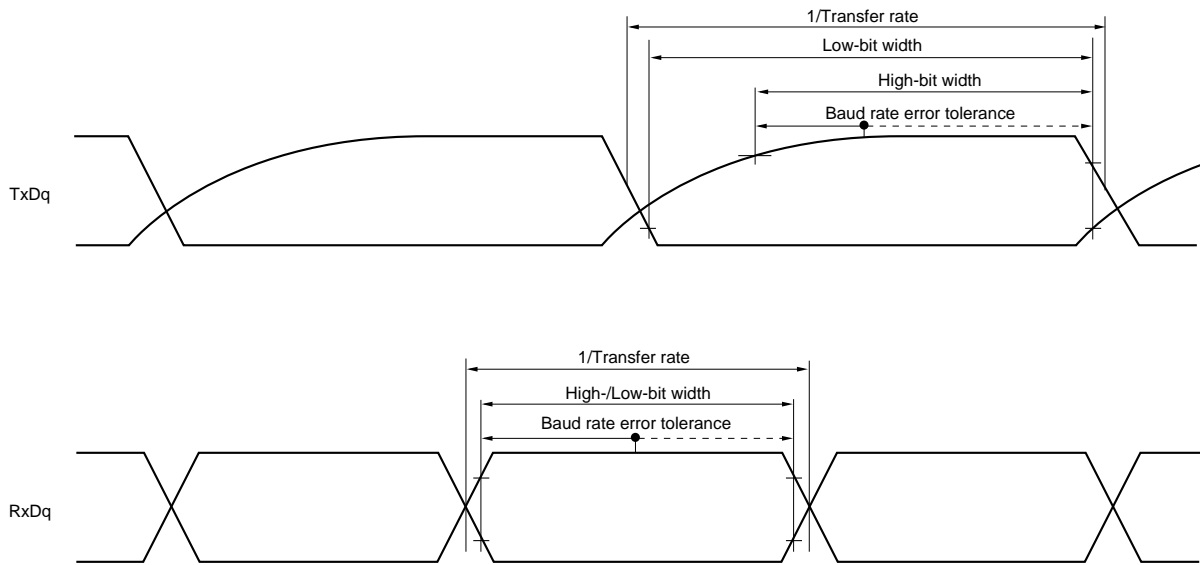 1/Transfer rate
Low-bit width
High-bit width
Baud rate error tolerance
TxDq
1/Transfer rate
High-/Low-bit width
Baud rate error tolerance
RxDq